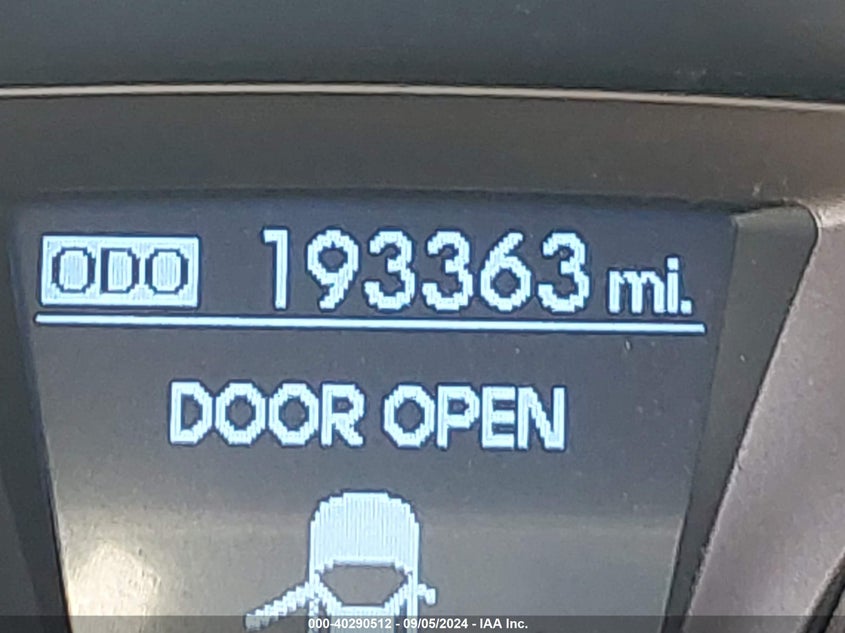 ODO 193363 mi.
DOOR OPEN
000-40290512 - 09/05/2024 - IAA Inc.